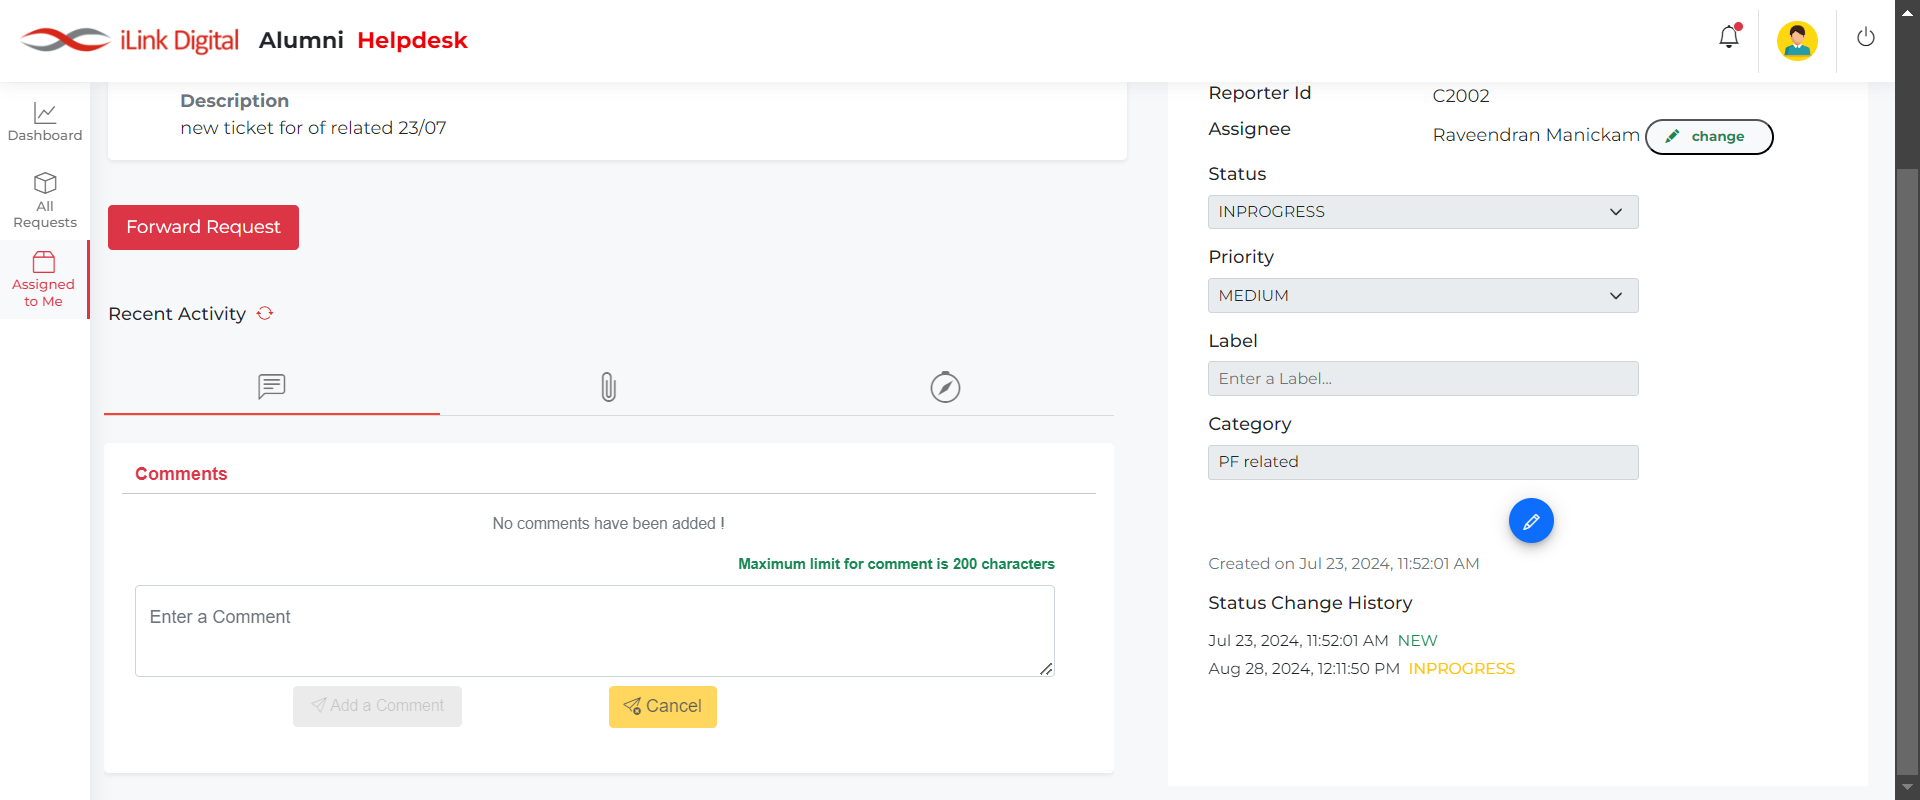 iLink Digital Alumni Helpdesk
Dashboard
All
Requests
Assigned
to Me
Description
new ticket for of related 23/07
Forward Request
Recent Activity
Comments
No comments have been added !
Maximum limit for comment is 200 characters
Enter a Comment
Add a Comment
Cancel
Reporter Id C2002
Assignee Raveendran Manickam change
Status
INPROGRESS
Priority
MEDIUM
Label
Enter a Label...
Category
PF related
Created on Jul 23, 2024, 11:52:01 AM
Status Change History
Jul 23, 2024, 11:52:01 AM NEW
Aug 28, 2024, 12:11:50 PM INPROGRESS